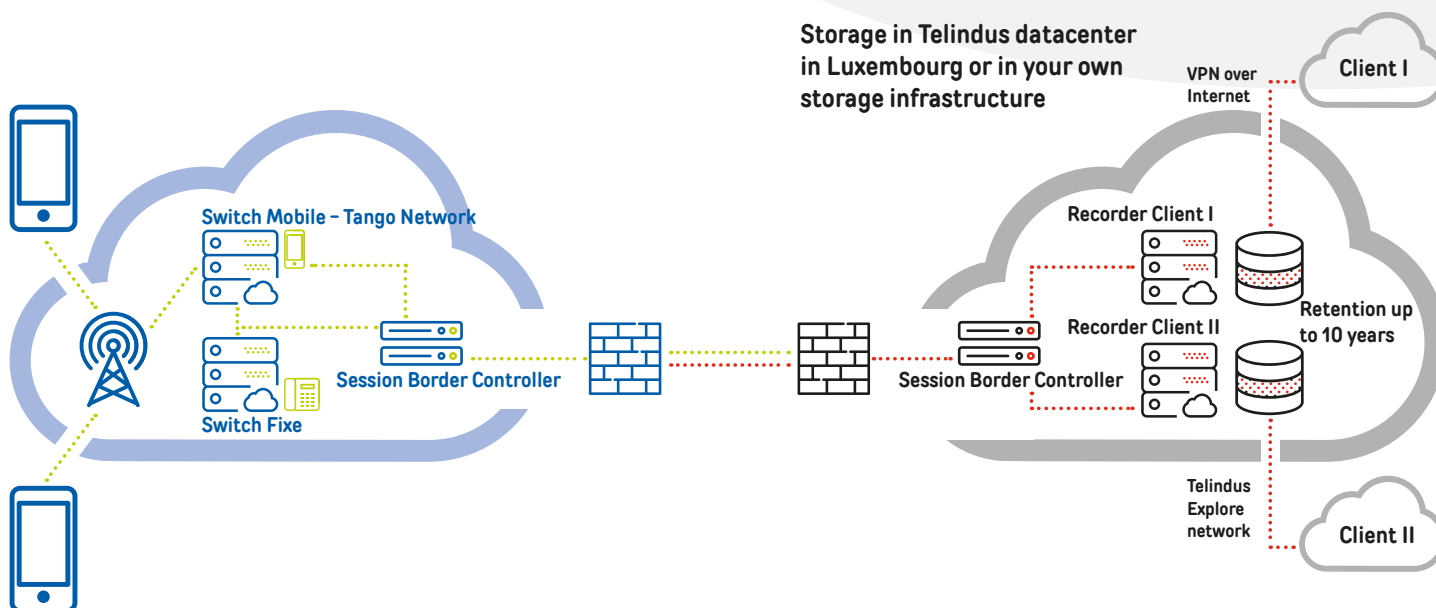 Storage in Telindus datacenter
in Luxembourg or in your own
storage infrastructure
VPN over
Internet
Client I
Switch Mobile – Tango Network
Recorder Client I
Retention up
to 10 years
Recorder Client II
Session Border Controller
Session Border Controller
Switch Fixe
Telindus
Explore
network
Client II